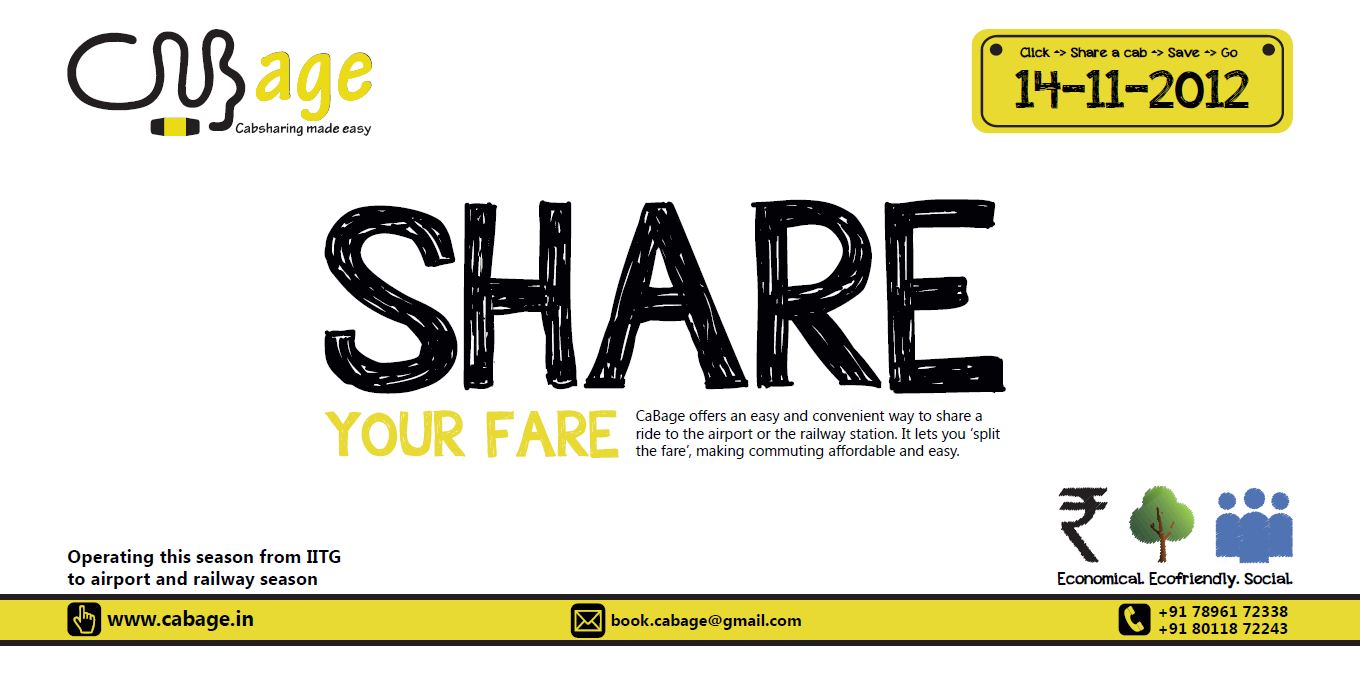 CaBage
Cabsharing made easy
Click -> Share a cab -> Save -> Go
14-11-2012
SHARE
YOUR FARE
CaBage offers an easy and convenient way to share a
ride to the airport or the railway station. It lets you ‘split
the fare’, making commuting affordable and easy.
₹
Economical. Ecofriendly. Social.
Operating this season from IITG
to airport and railway season
www.cabage.in
book.cabage@gmail.com
+91 78961 72338
+91 80118 72243